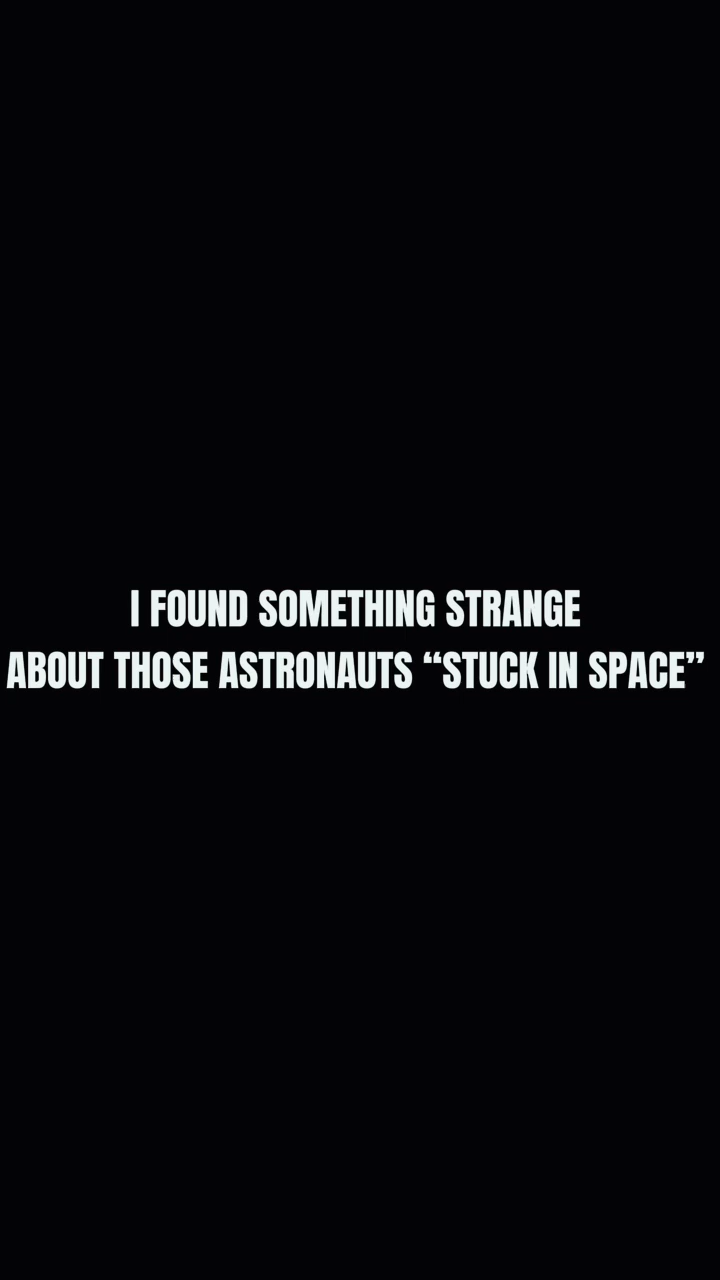 I FOUND SOMETHING STRANGE
ABOUT THOSE ASTRONAUTS “STUCK IN SPACE”